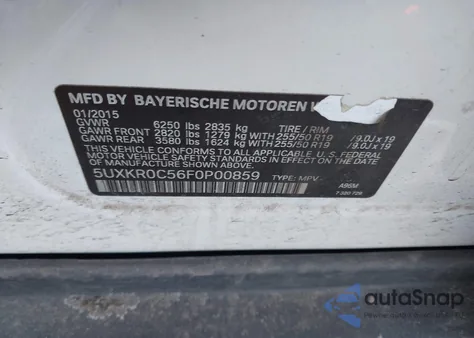 MFD BY BAYERISCHE MOTOREN
01/2015
GVWR 6250 lbs 2835 kg TIRE / RIM
GAWR FRONT 2820 lbs 1279 kg WITH 255/50 R19 /9.0J x 19
GAWR REAR 3580 lbs 1624 kg WITH 255/50 R19 /9.0J x 19
THIS VEHICLE CONFORMS TO ALL APPLICABLE U.S. FEDERAL
MOTOR VEHICLE SAFETY STANDARDS IN EFFECT ON THE DATE
OF MANUFACTURE SHOWN ABOVE.
5UXKR0C56F0P00859 TYPE: MPV
A96M
autoSnap